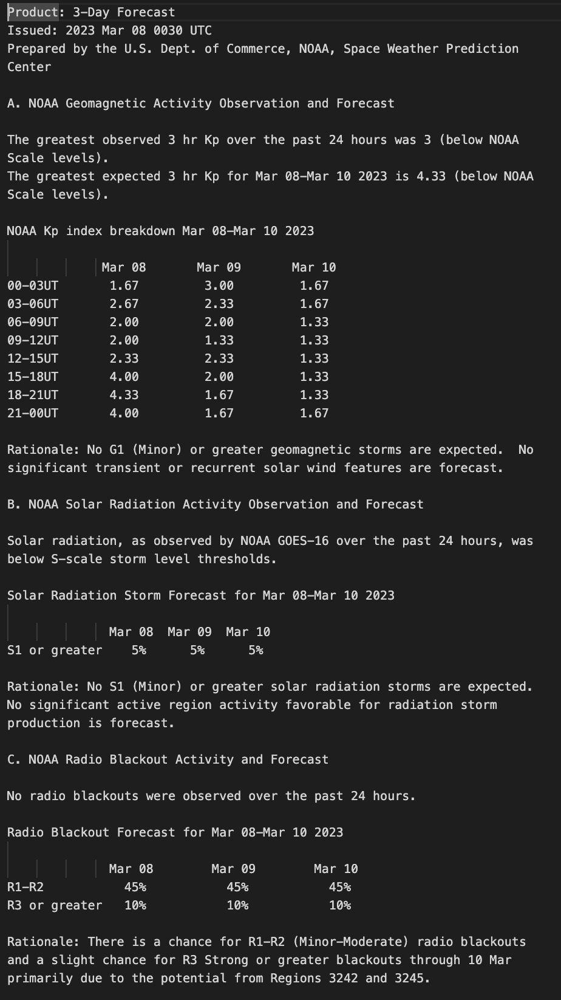 Product: 3-Day Forecast
Issued: 2023 Mar 08 0030 UTC
Prepared by the U.S. Dept. of Commerce, NOAA, Space Weather Prediction
Center
A. NOAA Geomagnetic Activity Observation and Forecast
The greatest observed 3 hr Kp over the past 24 hours was 3 (below NOAA
Scale levels).
The greatest expected 3 hr Kp for Mar 08-Mar 10 2023 is 4.33 (below NOAA
Scale levels).
NOAA Kp index breakdown Mar 08-Mar 10 2023
Mar 08 Mar 09 Mar 10
00-03UT 1.67 3.00 1.67
03-06UT 2.67 2.33 1.67
06-09UT 2.00 2.00 1.33
09-12UT 2.00 1.33 1.33
12-15UT 2.33 2.33 1.33
15-18UT 4.00 2.00 1.33
18-21UT 4.33 1.67 1.33
21-00UT 4.00 1.67 1.67
Rationale: No G1 (Minor) or greater geomagnetic storms are expected.  No
significant transient or recurrent solar wind features are forecast.
B. NOAA Solar Radiation Activity Observation and Forecast
Solar radiation, as observed by NOAA GOES-16 over the past 24 hours, was
below S-scale storm level thresholds.
Solar Radiation Storm Forecast for Mar 08-Mar 10 2023
Mar 08 Mar 09 Mar 10
S1 or greater 5% 5% 5%
Rationale: No S1 (Minor) or greater solar radiation storms are expected.
No significant active region activity favorable for radiation storm
production is forecast.
C. NOAA Radio Blackout Activity and Forecast
No radio blackouts were observed over the past 24 hours.
Radio Blackout Forecast for Mar 08-Mar 10 2023
Mar 08 Mar 09 Mar 10
R1-R2 45% 45% 45%
R3 or greater 10% 10% 10%
Rationale: There is a chance for R1-R2 (Minor-Moderate) radio blackouts
and a slight chance for R3 Strong or greater blackouts through 10 Mar
primarily due to the potential from Regions 3242 and 3245.